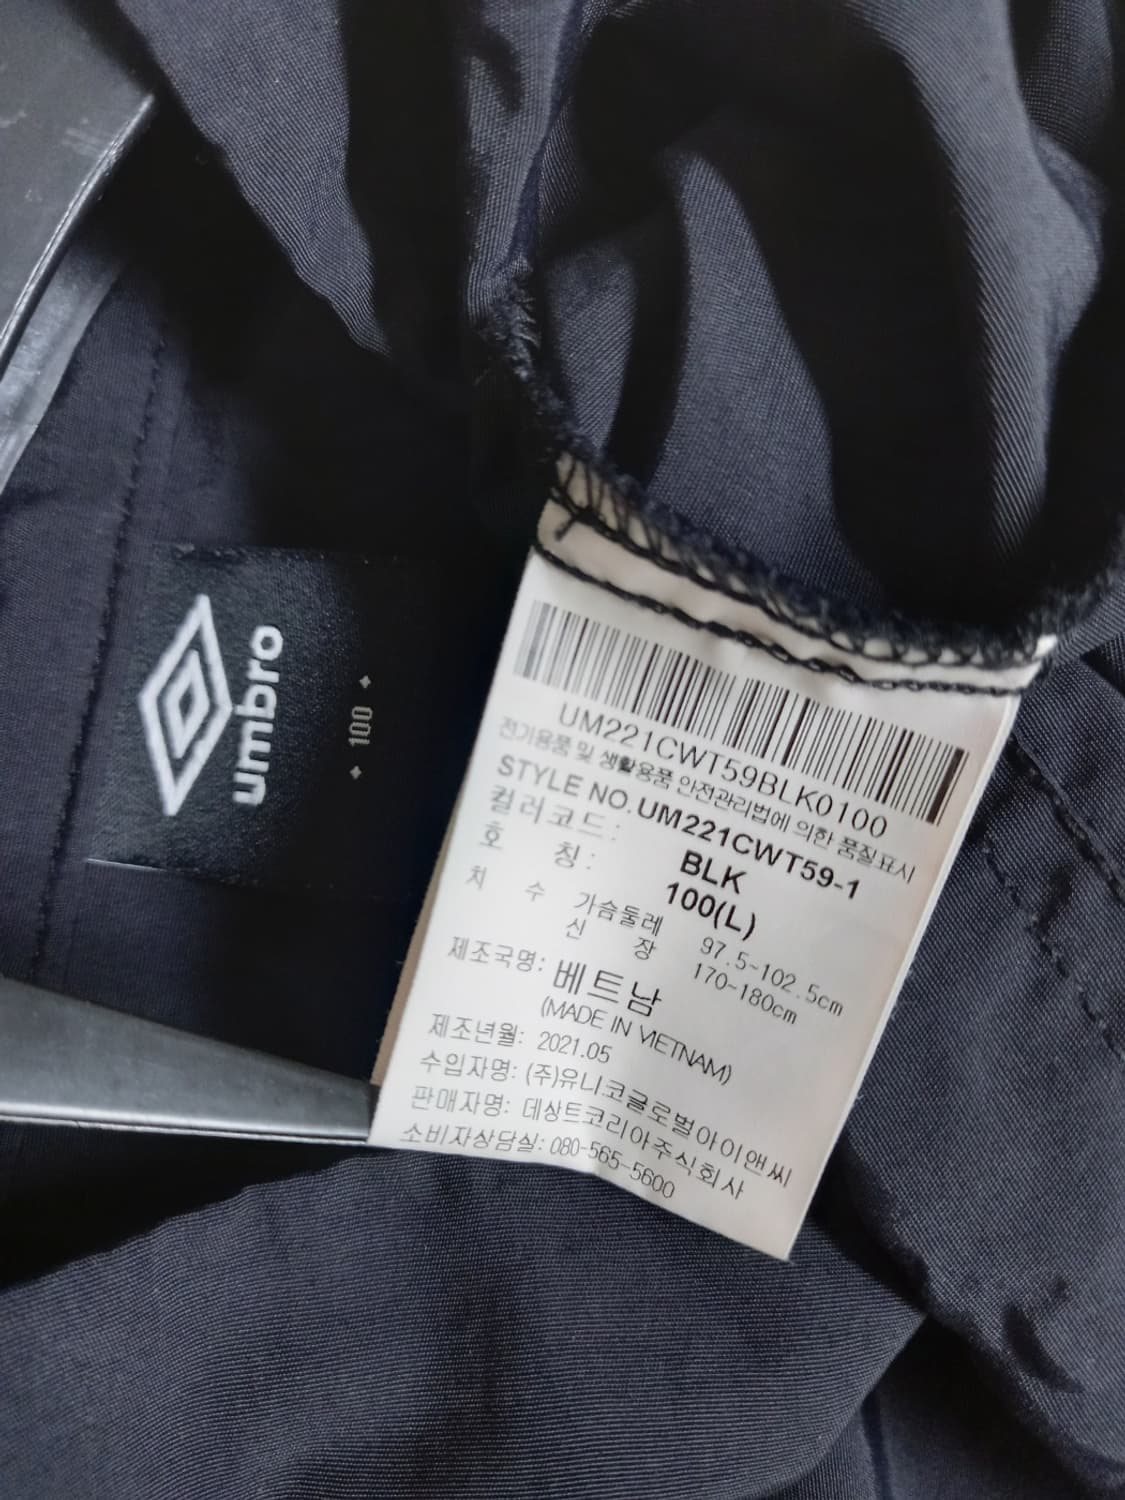 umbro
100
UM221CWT59BLK0100
전기용품 및 생활용품 안전관리법에 의한 품질표시
STYLE NO.UM221CWT59-1
컬러코드: BLK
호 칭: 100(L)
치 수 가슴둘레 97.5-102.5cm
신 장 170-180cm
제조국명: 베트남
(MADE IN VIETNAM)
제조년월: 2021.05
수입자명: (주)유니코글로벌아이앤씨
판매자명: 데상트코리아주식회사
소비자상담실: 080-565-5600